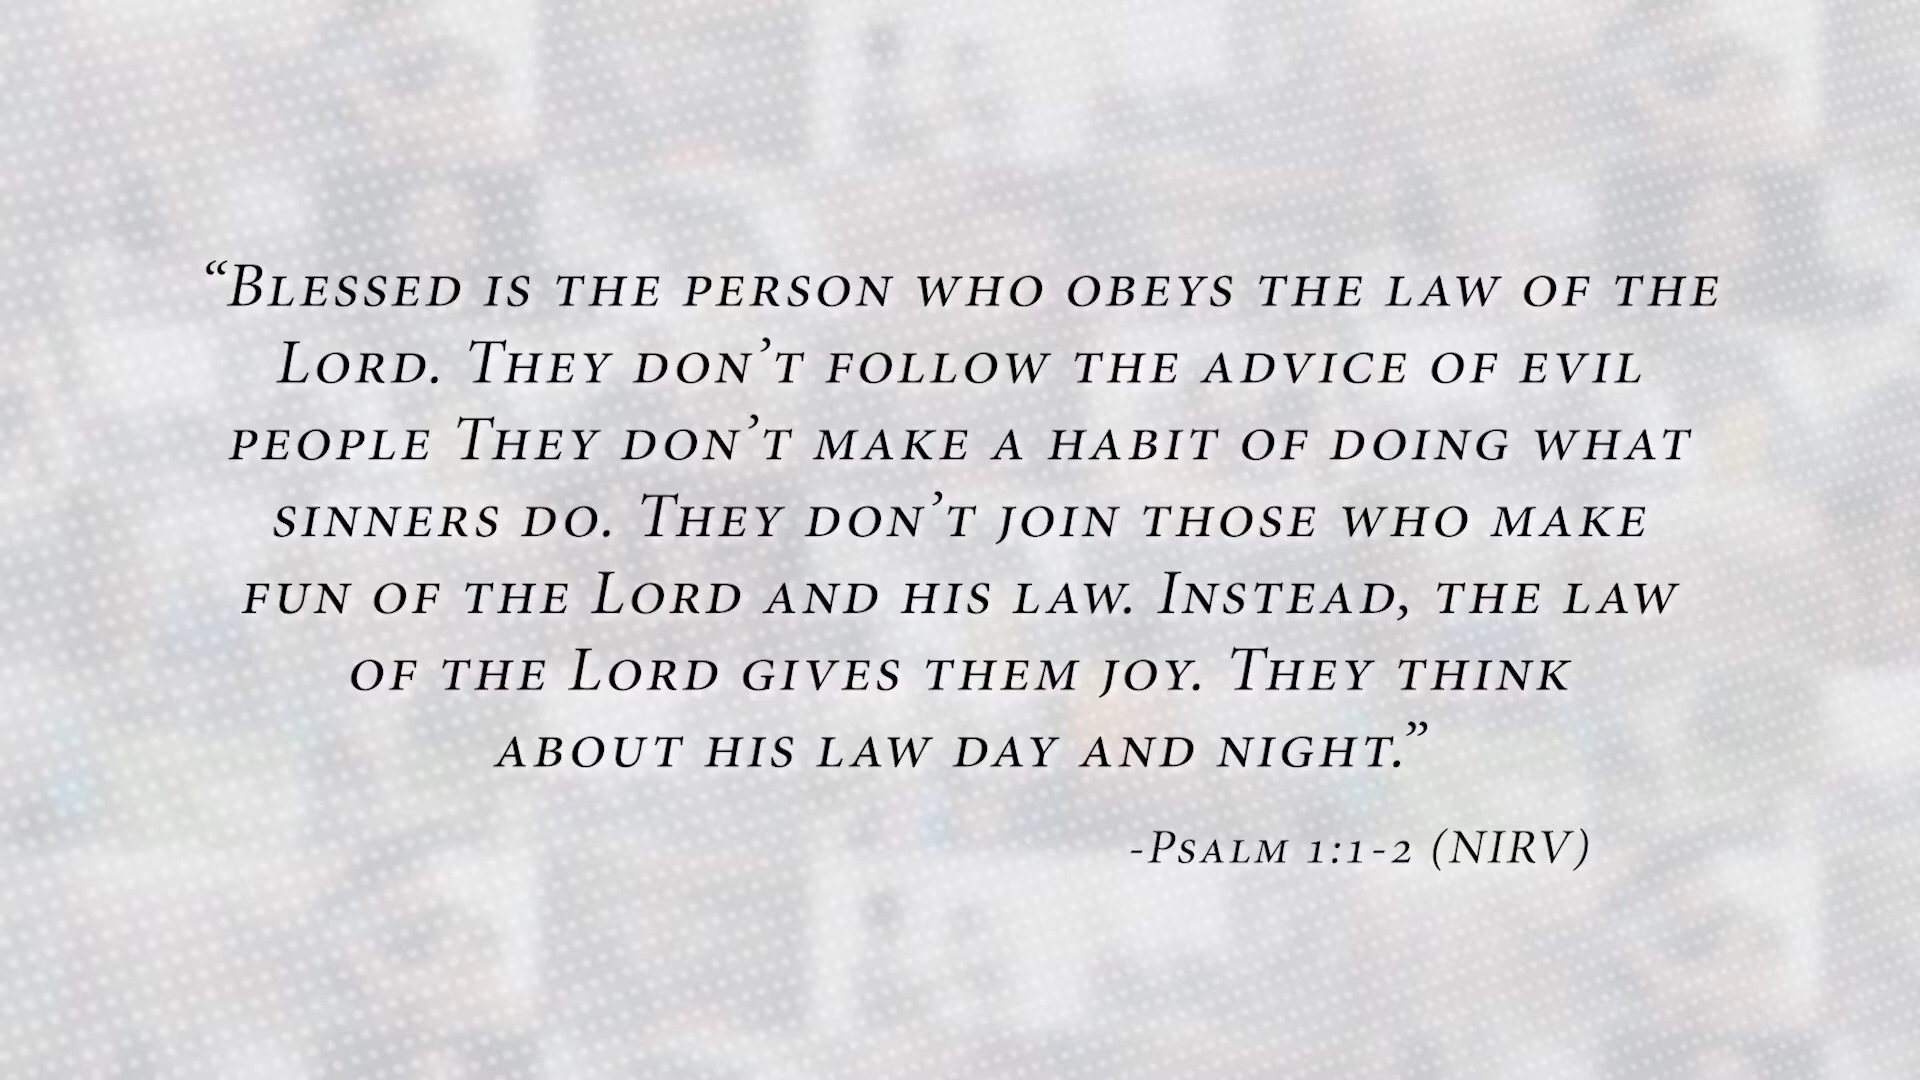 “Blessed is the person who obeys the law of the
Lord. They don’t follow the advice of evil
people They don’t make a habit of doing what
sinners do. They don’t join those who make
fun of the Lord and his law. Instead, the law
of the Lord gives them joy. They think
about his law day and night.”
-Psalm 1:1-2 (NIRV)